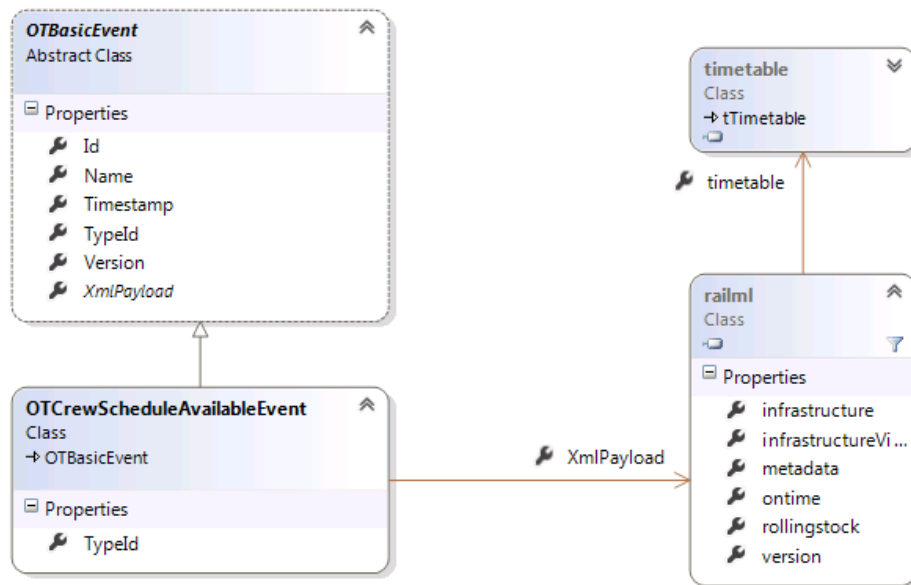 OTBasicEvent
Abstract Class
Properties
Id
Name
Timestamp
TypeId
Version
XmlPayload
OTCrewScheduleAvailableEvent
Class
OTBasicEvent
Properties
TypeId
XmlPayload
timetable
Class
tTimetable
timetable
railml
Class
Properties
infrastructure
infrastructureVi...
metadata
ontime
rollingstock
version